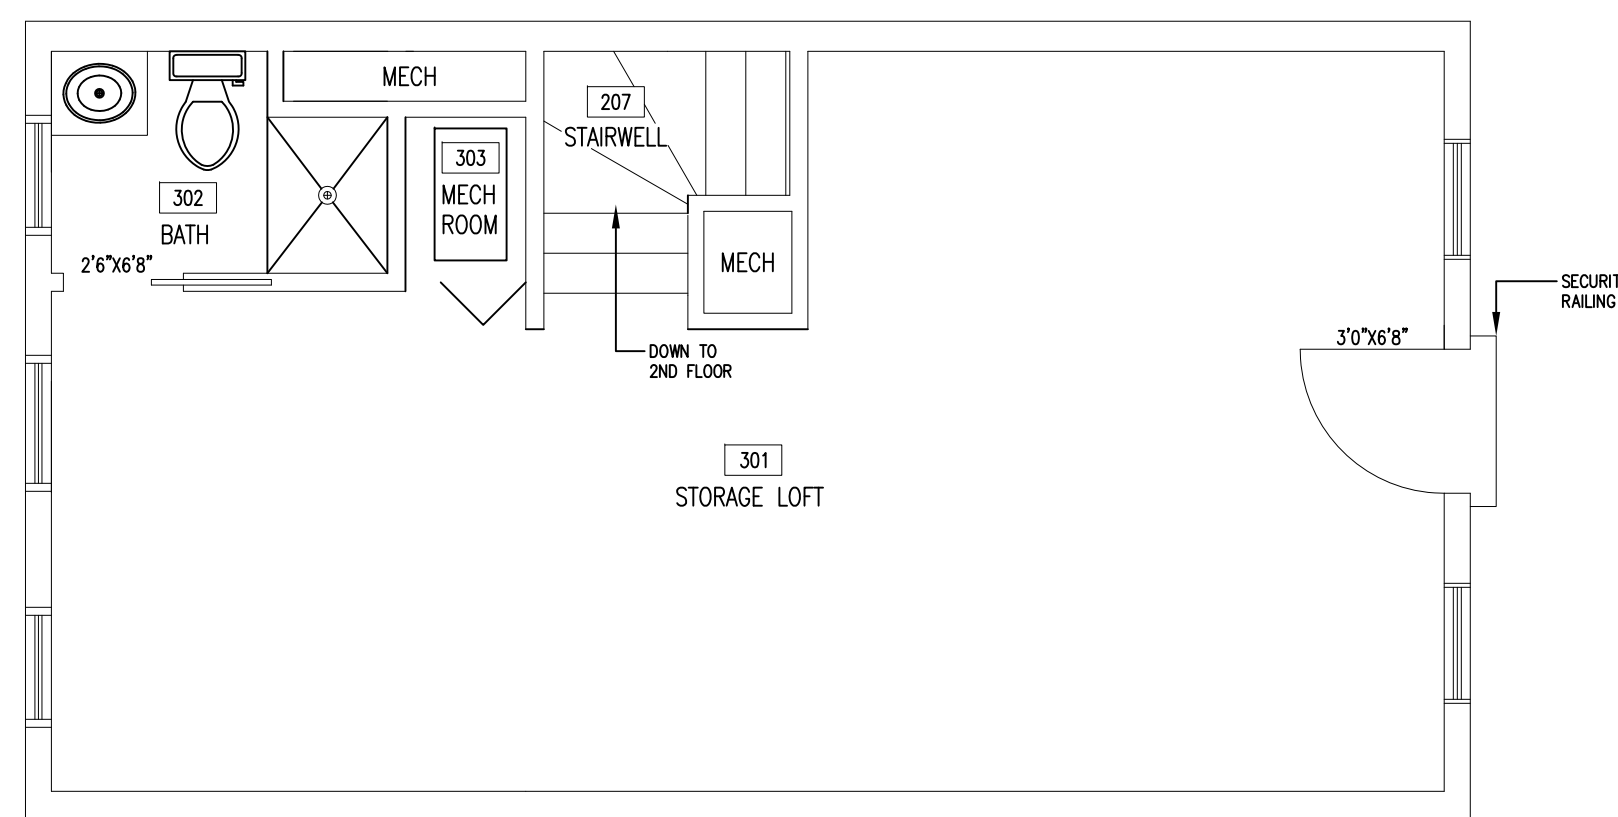 MECH
207
STAIRWELL
303
MECH
ROOM
302
BATH
2'6"X6'8"
MECH
SECURIT
RAILING
3'0"X6'8"
DOWN TO
2ND FLOOR
301
STORAGE LOFT